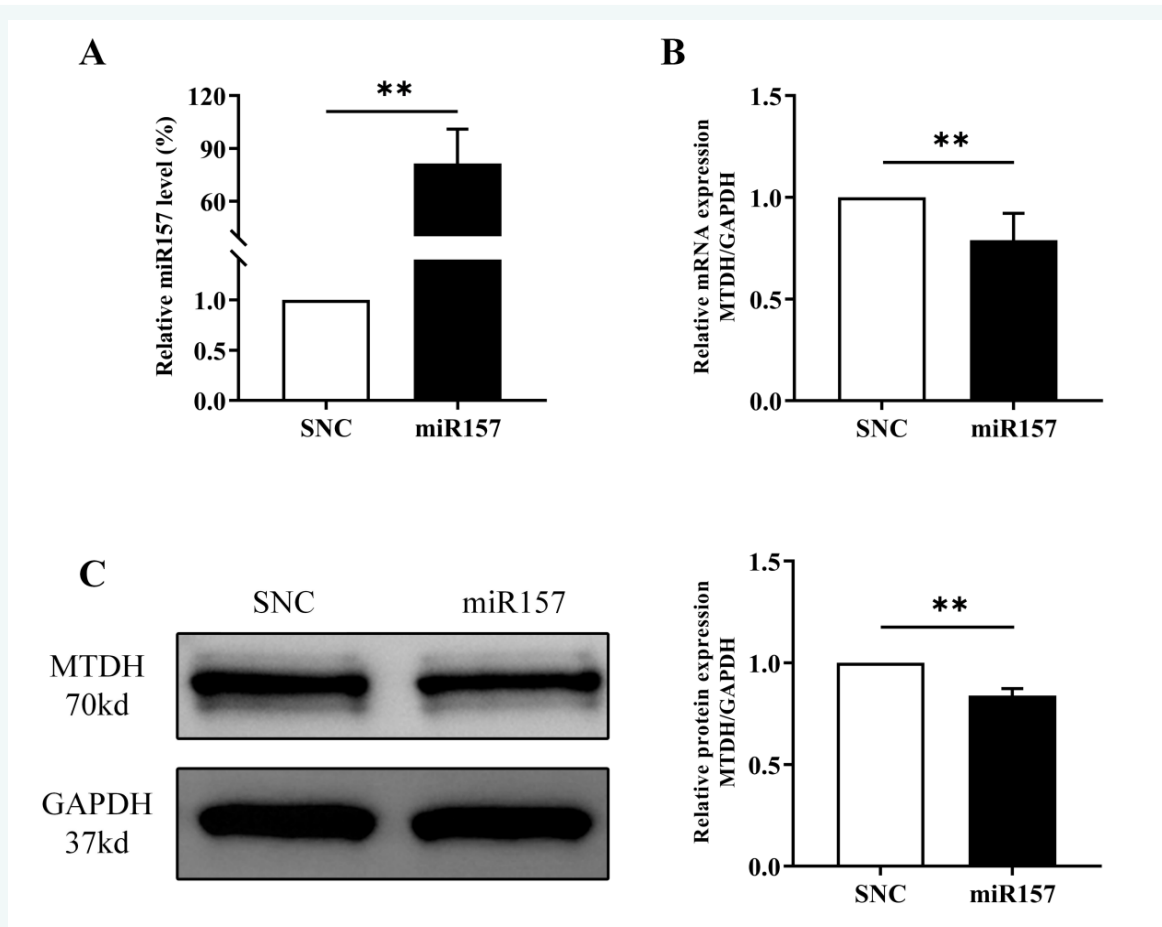 A
Relative miR157 level (%)
120
90
60
1.0
0.5
0.0
**
SNC miR157
B
Relative mRNA expression
MTDH/GAPDH
1.5
1.0
0.5
0.0
**
SNC miR157
C
SNC miR157
MTDH
70kd
GAPDH
37kd
Relative protein expression
MTDH/GAPDH
1.5
1.0
0.5
0.0
**
SNC miR157